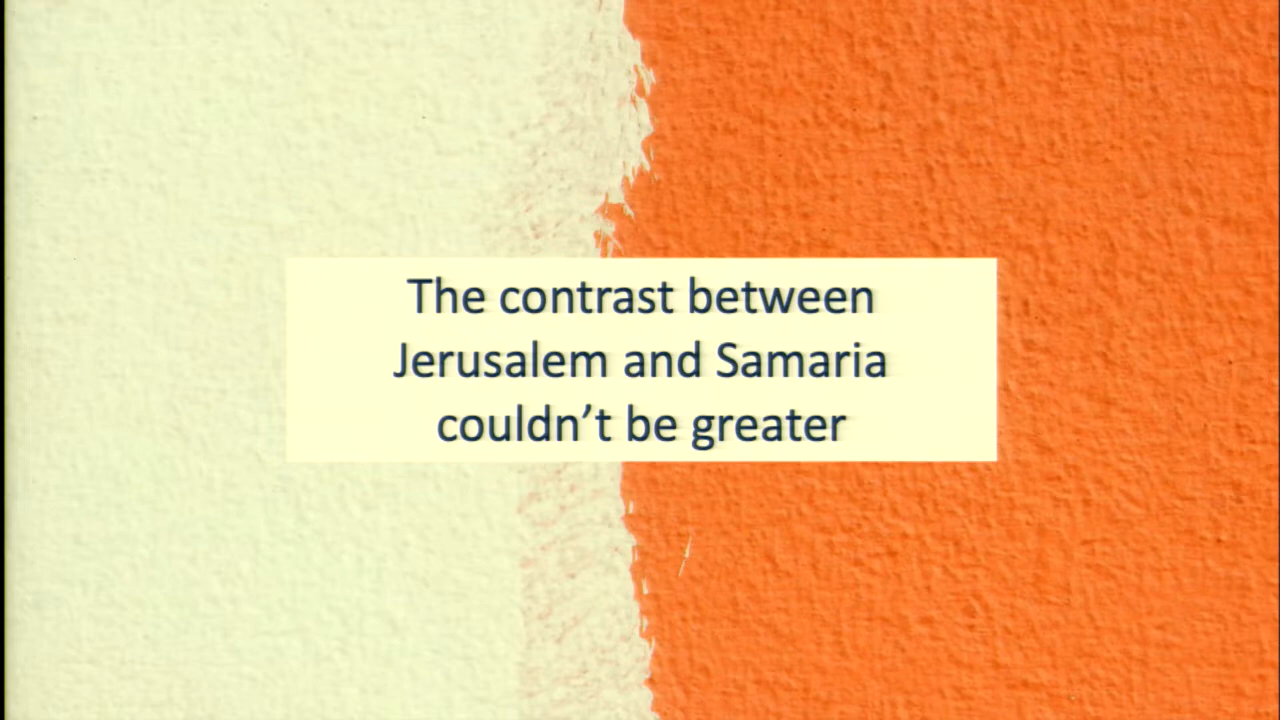 The contrast between
Jerusalem and Samaria
couldn’t be greater